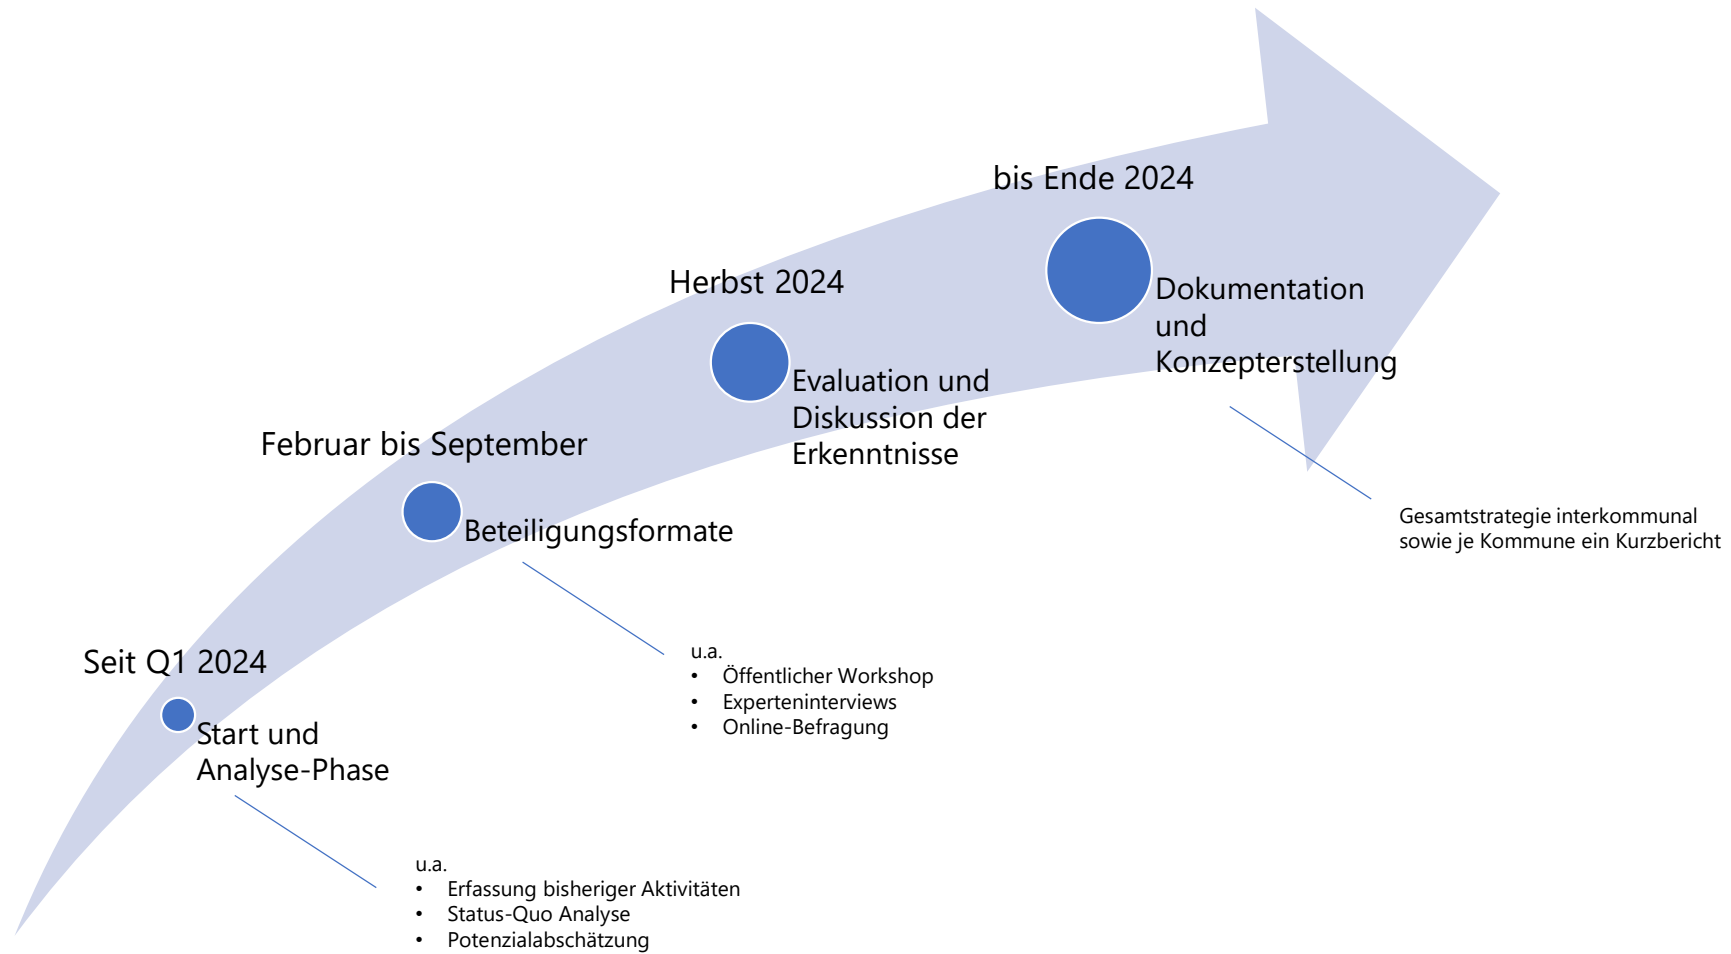 Seit Q1 2024
Start und
Analyse-Phase
u.a.
• Erfassung bisheriger Aktivitäten
• Status-Quo Analyse
• Potenzialabschätzung
Februar bis September
Beteiligungsformate
u.a.
• Öffentlicher Workshop
• Experteninterviews
• Online-Befragung
Herbst 2024
Evaluation und
Diskussion der
Erkenntnisse
bis Ende 2024
Dokumentation
und
Konzepterstellung
Gesamtstrategie interkommunal
sowie je Kommune ein Kurzbericht